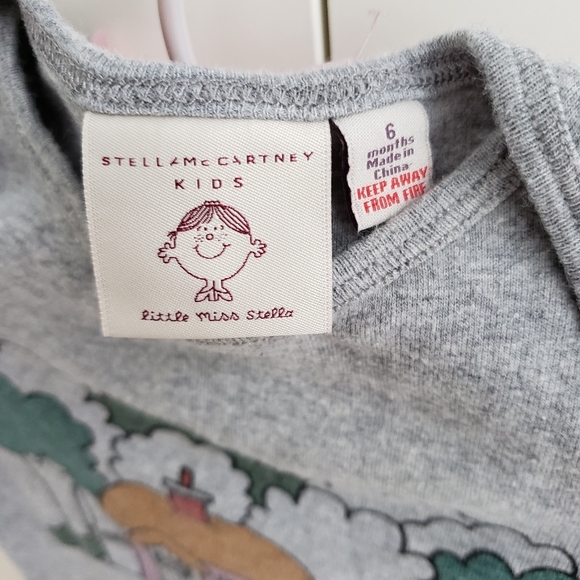 STELLA McCARTNEY
KIDS
little Miss Stella
6
months
Made in
China
KEEP AWAY
FROM FIRE